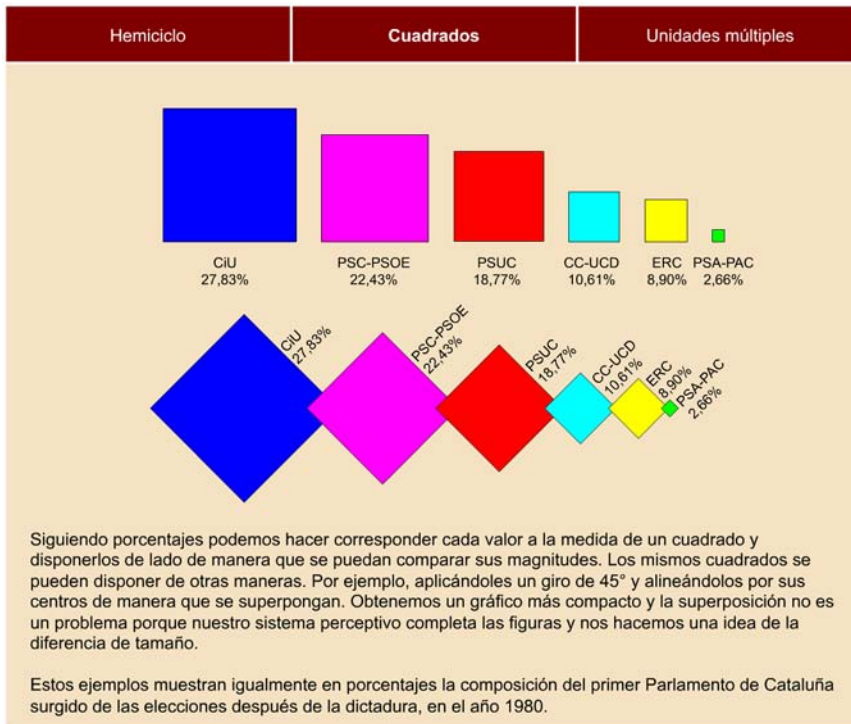 Hemiciclo
Cuadrados
Unidades múltiples
CiU
27,83%
PSC-PSOE
22,43%
PSUC
18,77%
CC-UCD
10,61%
ERC
8,90%
PSA-PAC
2,66%
CiU
27,83%
PSC-PSOE
22,43%
PSUC
18,77%
CC-UCD
10,61%
ERC
8,90%
PSA-PAC
2,66%
Siguiendo porcentajes podemos hacer corresponder cada valor a la medida de un cuadrado y
disponerlos de lado de manera que se puedan comparar sus magnitudes. Los mismos cuadrados se
pueden disponer de otras maneras. Por ejemplo, aplicándoles un giro de 45° y alineándolos por sus
centros de manera que se superpongan. Obtenemos un gráfico más compacto y la superposición no es
un problema porque nuestro sistema perceptivo completa las figuras y nos hacemos una idea de la
diferencia de tamaño.
Estos ejemplos muestran igualmente en porcentajes la composición del primer Parlamento de Cataluña
surgido de las elecciones después de la dictadura, en el año 1980.